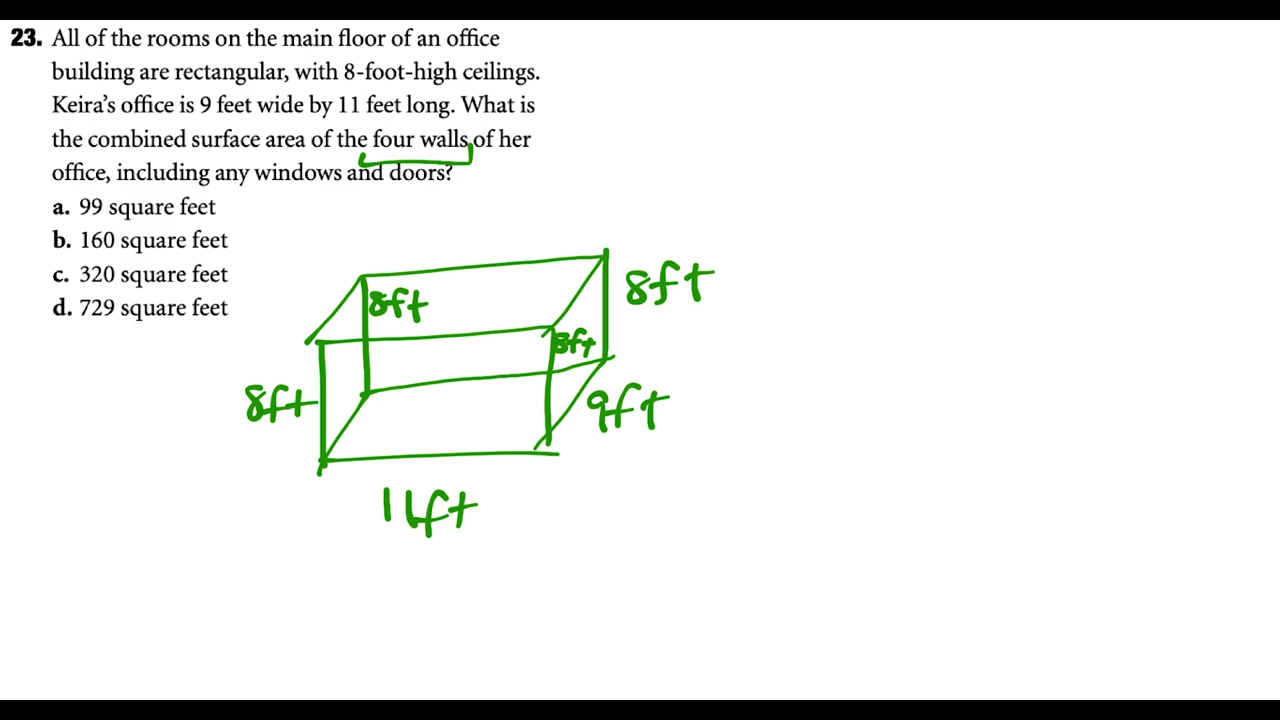 23. All of the rooms on the main floor of an office
building are rectangular, with 8-foot-high ceilings.
Keira's office is 9 feet wide by 11 feet long. What is
the combined surface area of the four walls of her
office, including any windows and doors?
a. 99 square feet
b. 160 square feet
c. 320 square feet
d. 729 square feet
8ft
8ft
8ft
8ft
9ft
11ft